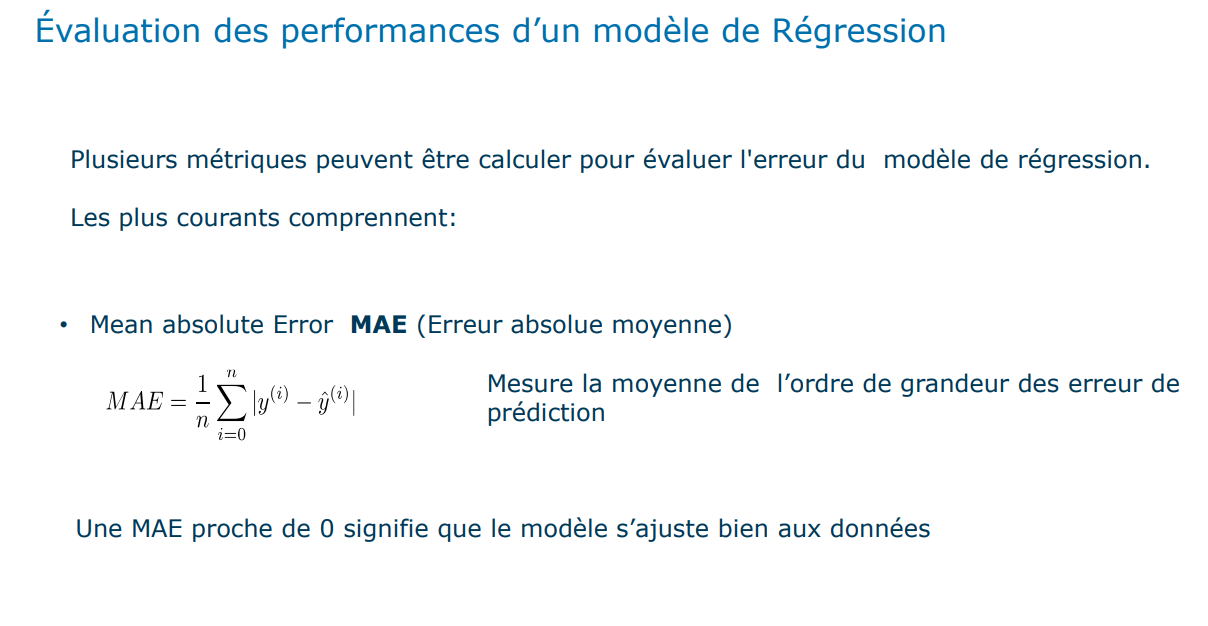 Évaluation des performances d’un modèle de Régression
Plusieurs métriques peuvent être calculer pour évaluer l'erreur du  modèle de régression.
Les plus courants comprennent:
• Mean absolute Error  MAE (Erreur absolue moyenne)
MAE = \frac{1}{n} \sum_{i=0}^{n} |y^{(i)} - \hat{y}^{(i)}|
Mesure la moyenne de  l’ordre de grandeur des erreur de
prédiction
Une MAE proche de 0 signifie que le modèle s’ajuste bien aux données